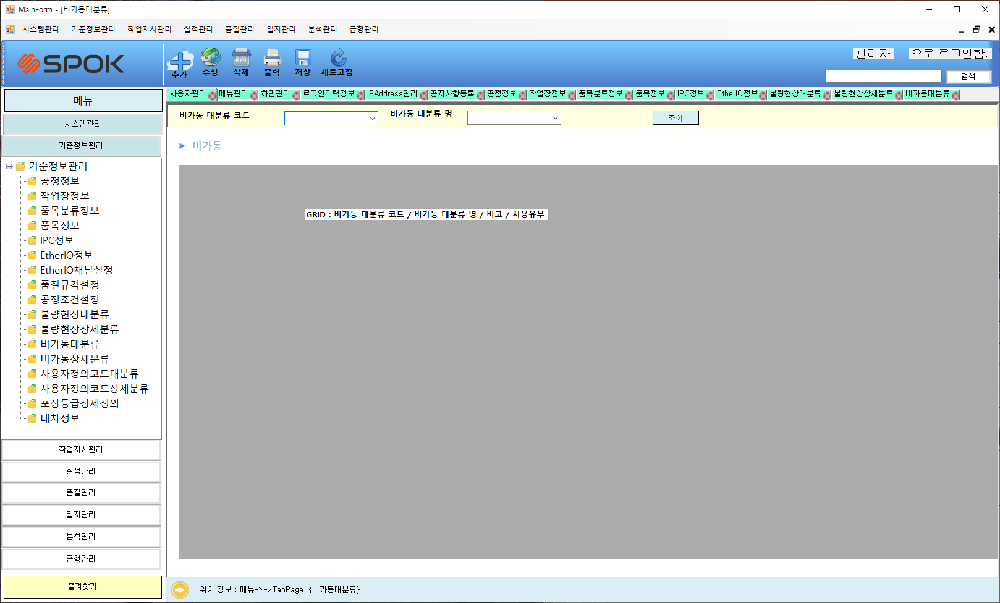 MainForm - [비가동대분류]
시스템관리 기준정보관리 작업지시관리 실적관리 품질관리 일지관리 분석관리 금형관리
SPOK
추가 수정 삭제 출력 저장 새로고침
관리자 으로 로그인함.
검색
메뉴
사용자관리 메뉴관리 화면관리 로그인이력정보 IPAddress관리 공지사항등록 공정정보 작업장정보 품목분류정보 품목정보 IPC정보 EtherIO정보 불량현상대분류 불량현상상세분류 비가동대분류
비가동 대분류 코드 비가동 대분류 명 조회
시스템관리
기준정보관리
비가동
기준정보관리
공정정보
작업장정보
품목분류정보
품목정보
IPC정보
EtherIO정보
EtherIO채널설정
품질규격설정
공정조건설정
불량현상대분류
불량현상상세분류
비가동대분류
비가동상세분류
사용자정의코드대분류
사용자정의코드상세분류
포장등급상세정의
대차정보
GRID : 비가동 대분류 코드 / 비가동 대분류 명 / 비고 / 사용유무
작업지시관리
실적관리
품질관리
일지관리
분석관리
금형관리
즐겨찾기
위치 정보 : 메뉴->->TabPage: {비가동대분류}